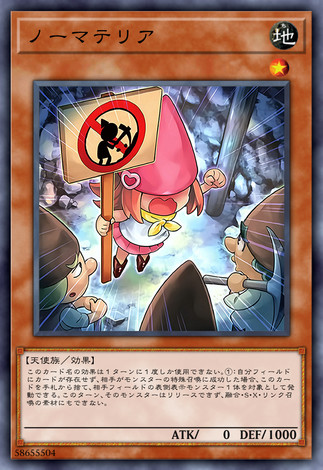 ノーマテリア
地
【天使族／効果】
このカード名の効果は１ターンに１度しか使用できない。①：自分フィールド
にカードが存在せず、相手がモンスターの特殊召喚に成功した場合、このカード
を手札から捨て、相手フィールドの表側表示モンスター１体を対象として発
動できる。このターン、そのモンスターはリリースできず、融合・S・X・リンク召
喚の素材にもできない。
ATK/ 0 DEF/1000
58655504